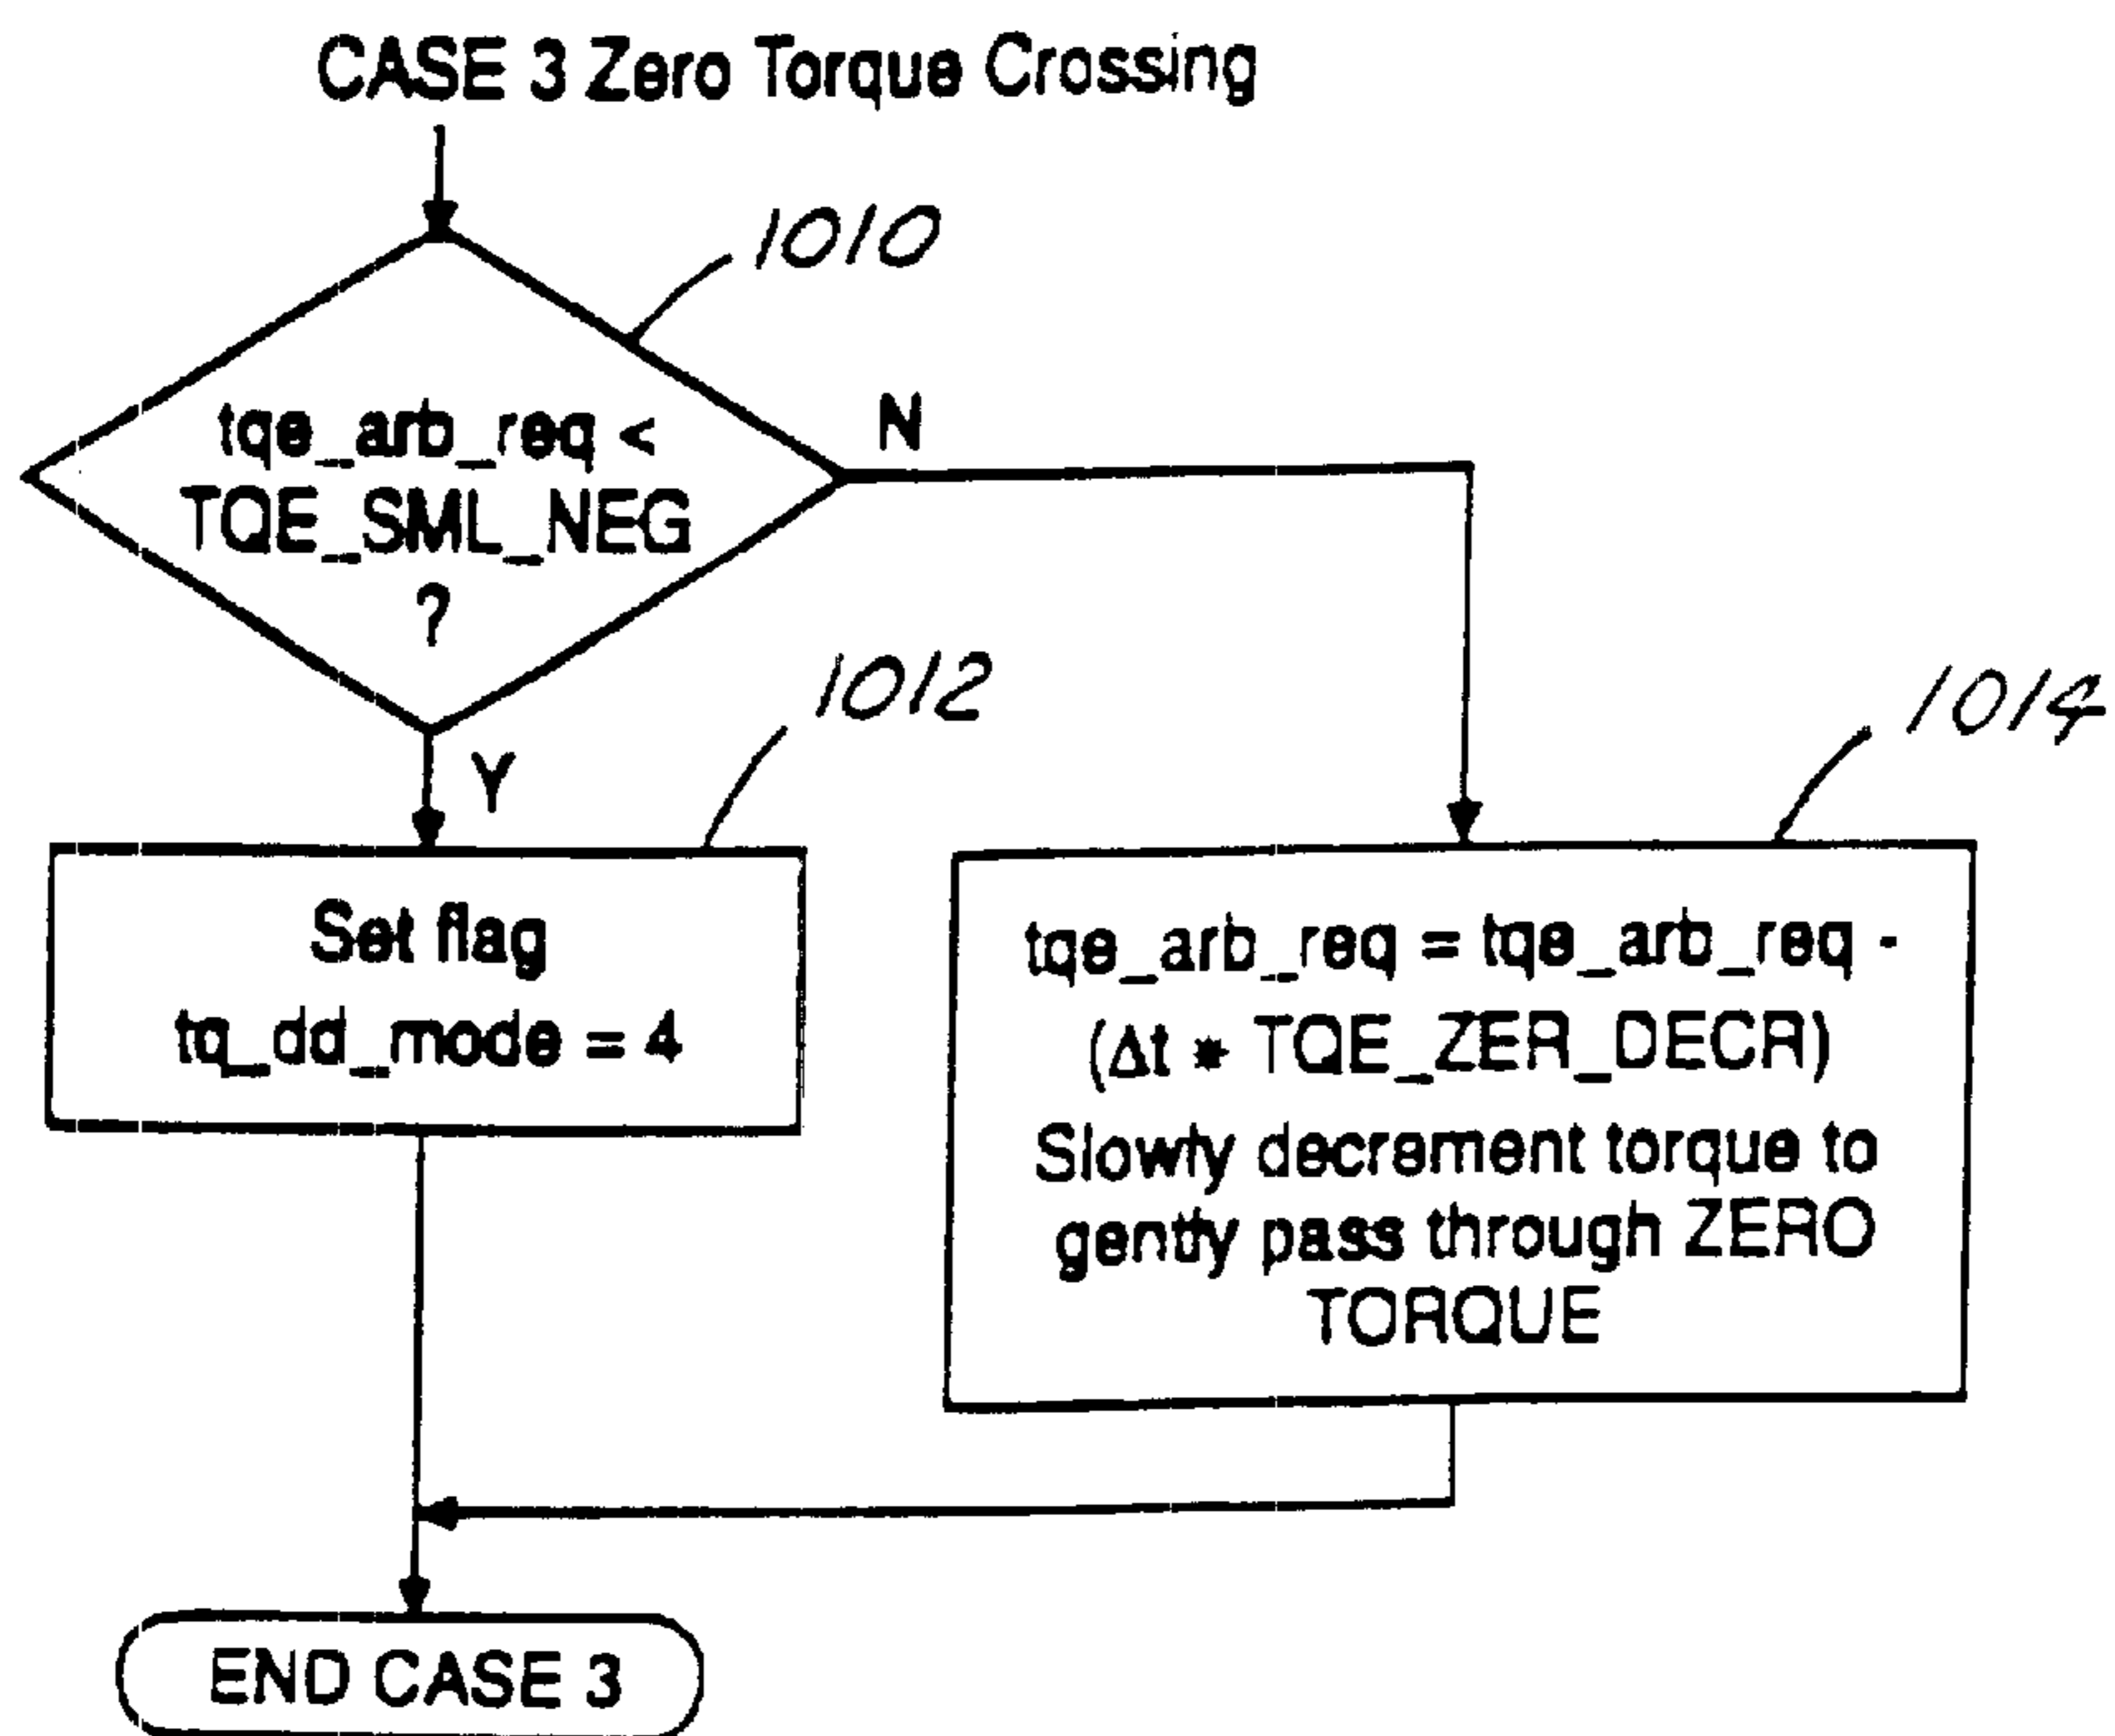 CASE 3 Zero Torque Crossing
1010
tqe_arb_req <
TQE_SML_NEG
?
N
Y
1012
Set flag
tq_dd_mode = 4
1014
tqe_arb_req = tqe_arb_req -
(Δt * TQE_ZER_DECR)
Slowly decrement torque to
gently pass through ZERO
TORQUE
END CASE 3